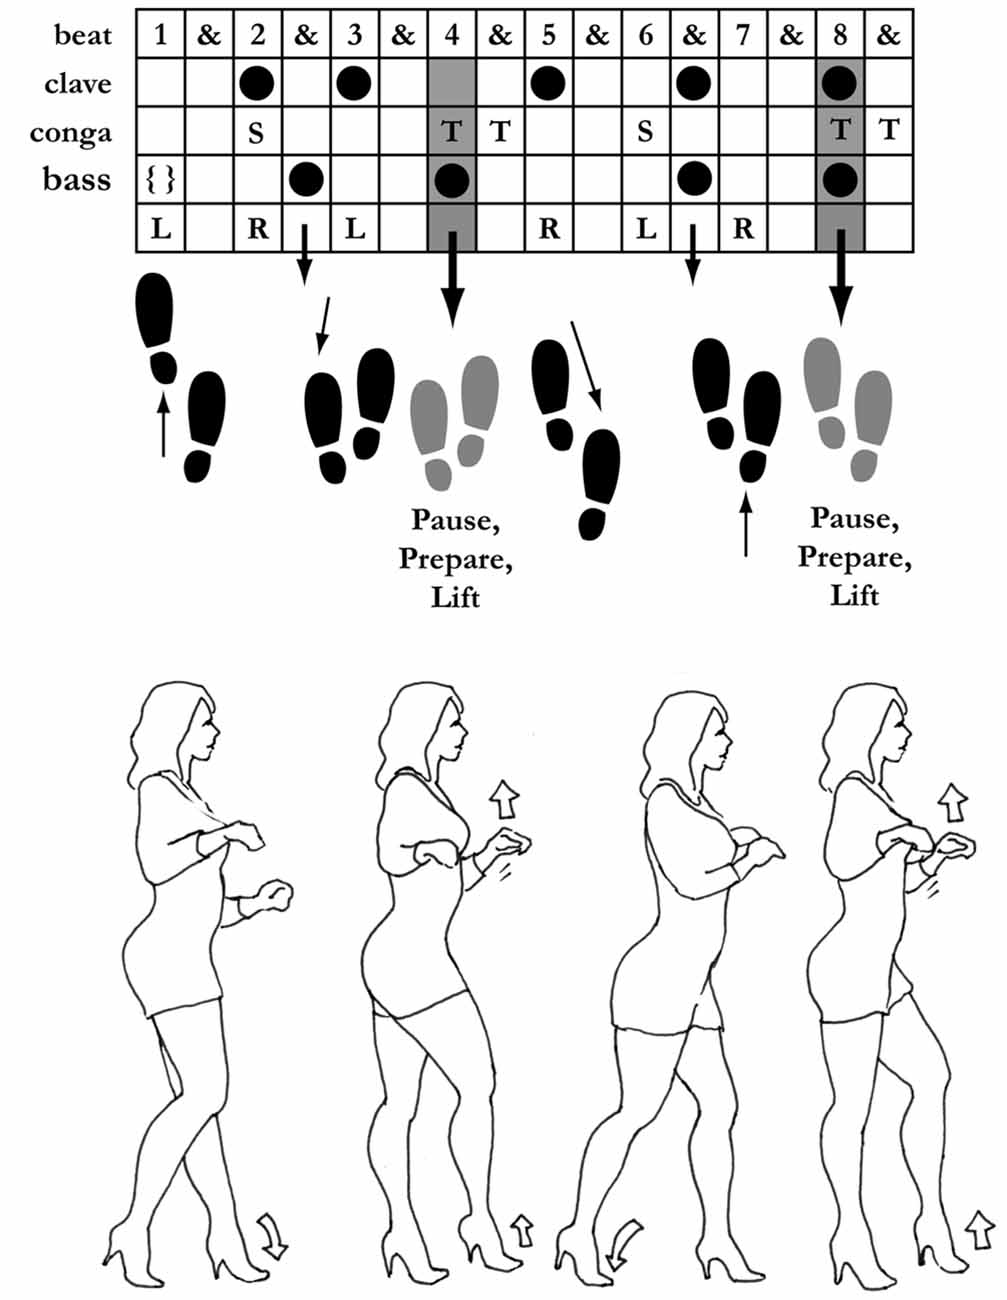 beat 1 & 2 & 3 & 4 & 5 & 6 & 7 & 8 &
clave
conga S T T S T T
bass { }
L R L R L R
Pause,
Prepare,
Lift
Pause,
Prepare,
Lift